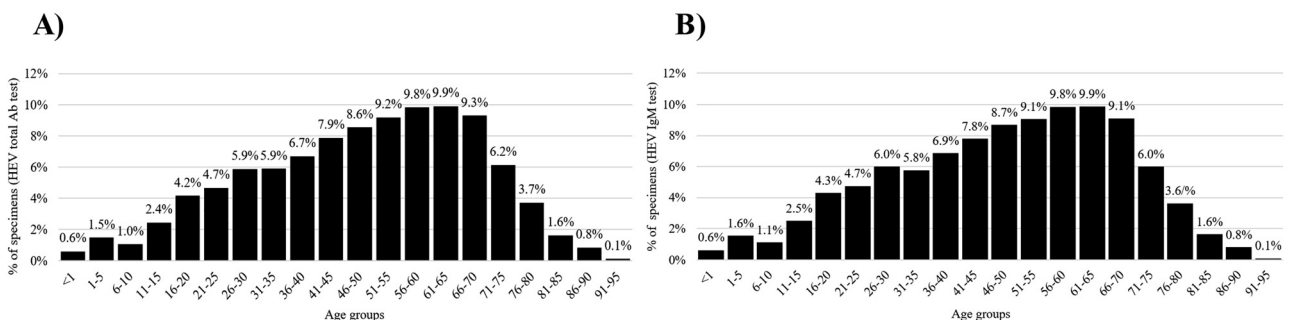 A)
% of specimens (HEV total Ab test)
12%
10%
8%
6%
4%
2%
0%
0.6% 1.5% 1.0% 2.4% 4.2% 4.7% 5.9% 5.9% 6.7% 7.9% 8.6% 9.2% 9.8% 9.9% 9.3% 6.2% 3.7% 1.6% 0.8% 0.1%
<1 1-5 6-10 11-15 16-20 21-25 26-30 31-35 36-40 41-45 46-50 51-55 56-60 61-65 66-70 71-75 76-80 81-85 86-90 91-95
Age groups
B)
% of specimens (HEV IgM test)
12%
10%
8%
6%
4%
2%
0%
0.6% 1.6% 1.1% 2.5% 4.3% 4.7% 6.0% 5.8% 6.9% 7.8% 8.7% 9.1% 9.8% 9.9% 9.1% 6.0% 3.6% 1.6% 0.8% 0.1%
<1 1-5 6-10 11-15 16-20 21-25 26-30 31-35 36-40 41-45 46-50 51-55 56-60 61-65 66-70 71-75 76-80 81-85 86-90 91-95
Age groups